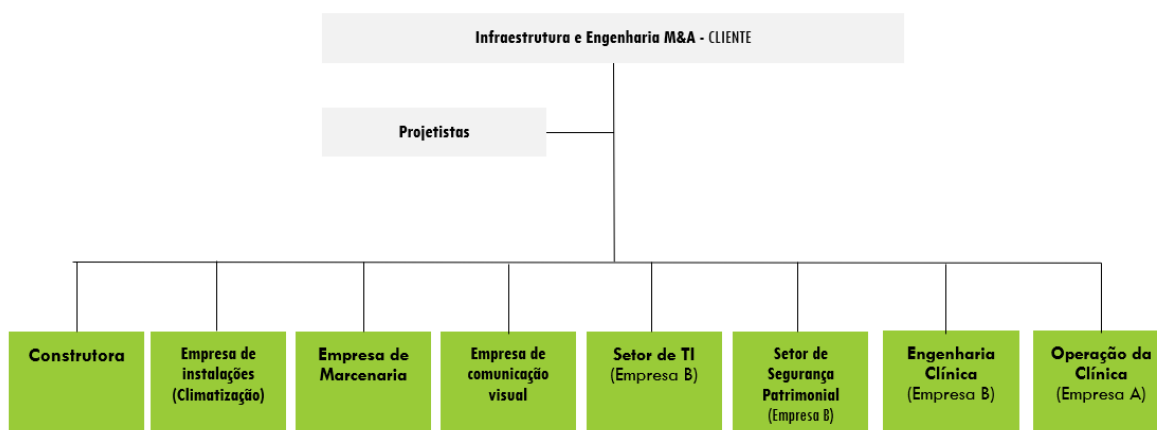 Infraestrutura e Engenharia M&A - CLIENTE
Projetistas
Construtora
Empresa de
instalações
(Climatização)
Empresa de
Marcenaria
Empresa de
comunicação
visual
Setor de TI
(Empresa B)
Setor de
Segurança
Patrimonial
(Empresa B)
Engenharia
Clínica
(Empresa B)
Operação da
Clínica
(Empresa A)